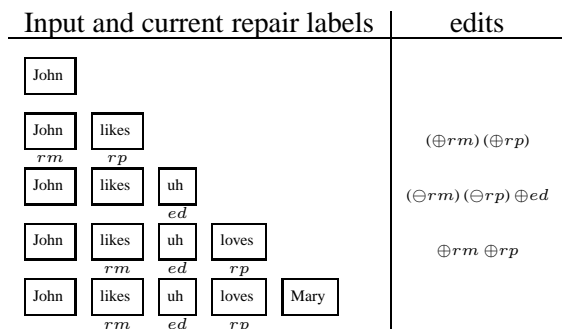 Input and current repair labels edits
John
John likes (⊕rm) (⊕rp)
rm rp
John likes uh (⊖rm) (⊖rp) ⊕ed
ed
John likes uh loves ⊕rm ⊕rp
rm ed rp
John likes uh loves Mary
rm ed rp